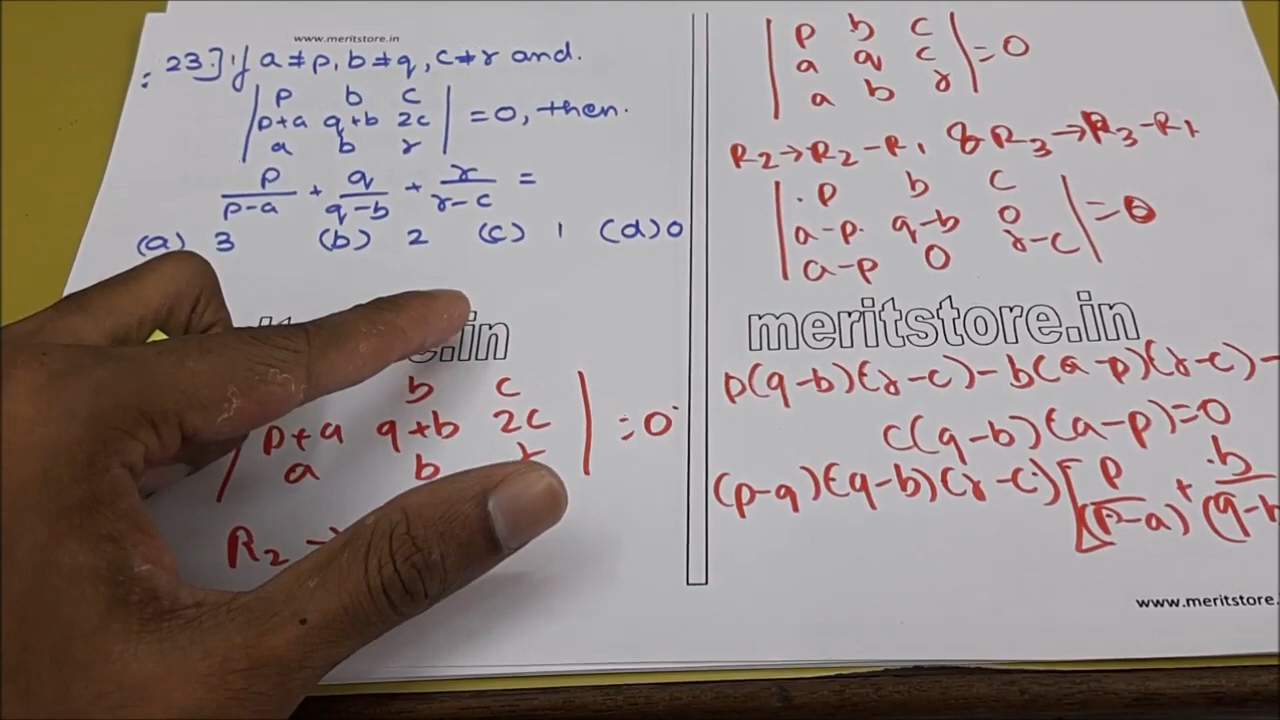 www.meritstore.in
23.] If a ≠ p, b ≠ q, c ≠ r and.
| p b c |
| p+a q+b 2c | = 0, then.
| a b r |
p/(p-a) + q/(q-b) + r/(r-c) =
(a) 3 (b) 2 (c) 1 (d) 0
.in
b c
p+a q+b 2c | = 0
a b
R2 →
| p b c |
| a q c | = 0
| a b r |
R2→R2-R1 & R3→R3-R1
| p b c |
| a-p q-b 0 | = 0
| a-p 0 r-c |
meritstore.in
p(q-b)(r-c)-b(a-p)(r-c)-
c(q-b)(a-p)=0
(p-q)(q-b)(r-c)[p/(p-a) + b/(q-b
www.meritstore.